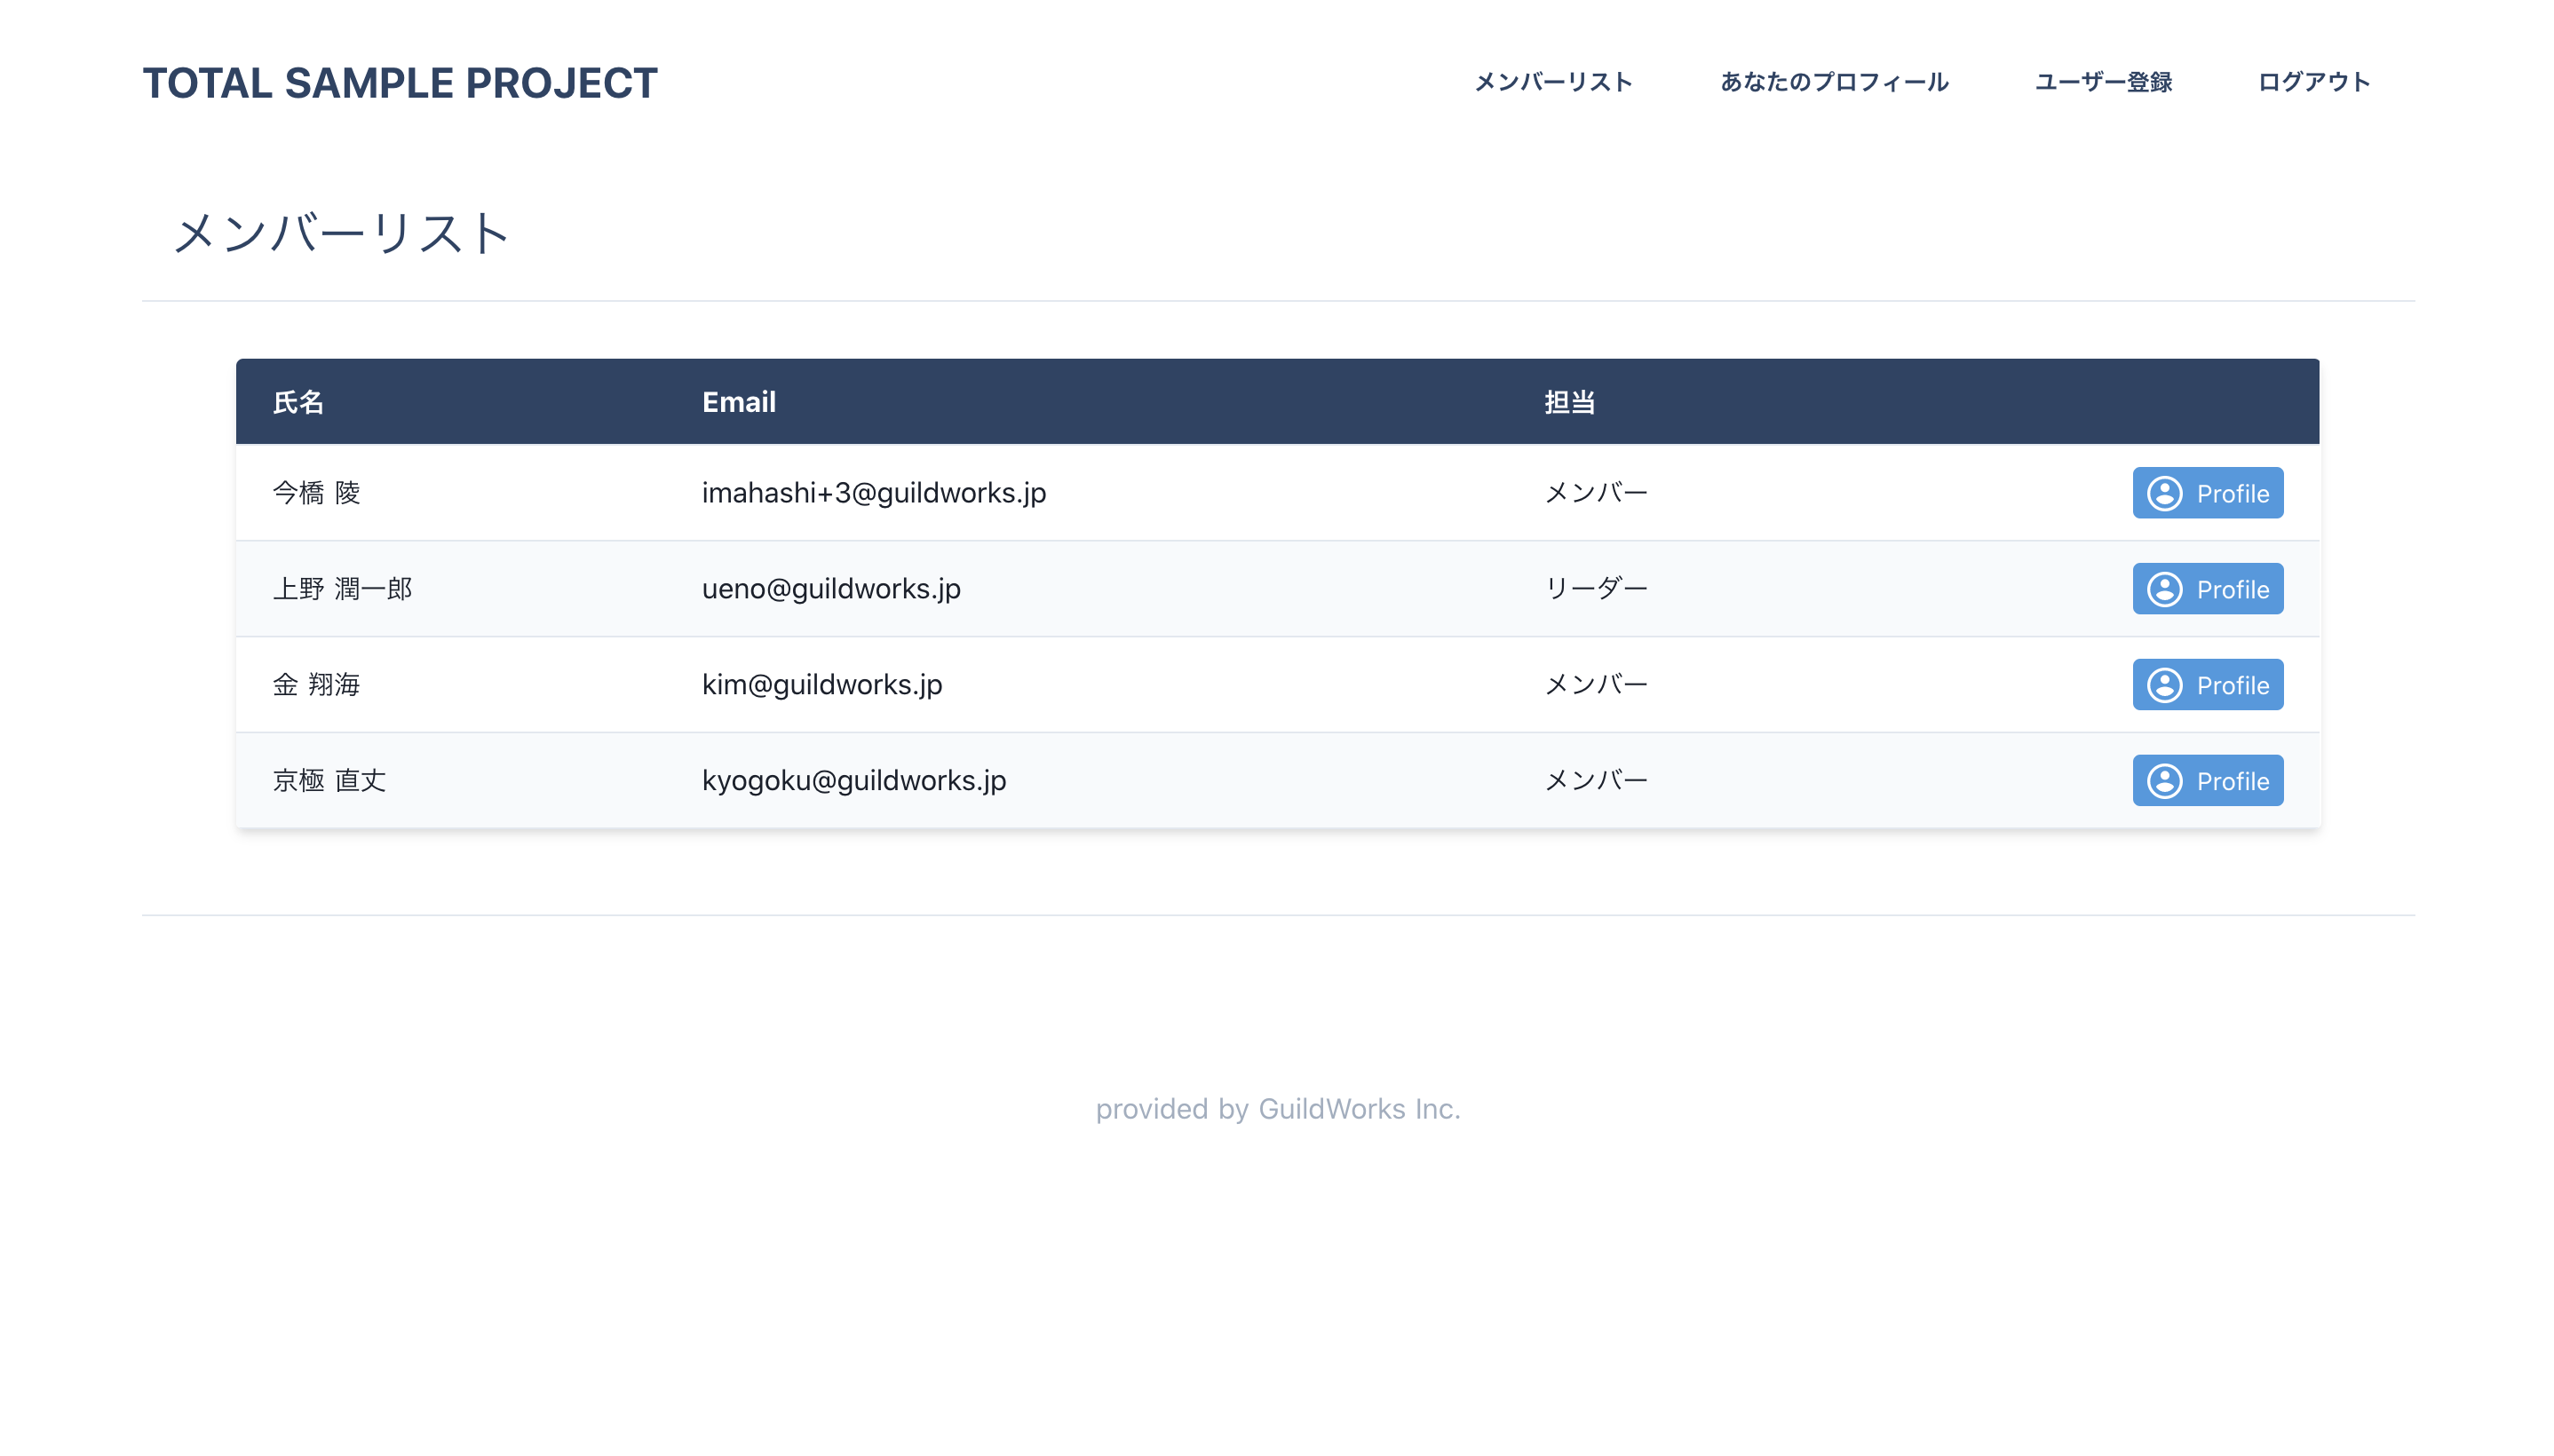 TOTAL SAMPLE PROJECT メンバーリスト あなたのプロフィール ユーザー登録 ログアウト
メンバーリスト
氏名 Email 担当
今橋 陵 imahashi+3@guildworks.jp メンバー Profile
上野 潤一郎 ueno@guildworks.jp リーダー Profile
金 翔海 kim@guildworks.jp メンバー Profile
京極 直丈 kyogoku@guildworks.jp メンバー Profile
provided by GuildWorks Inc.